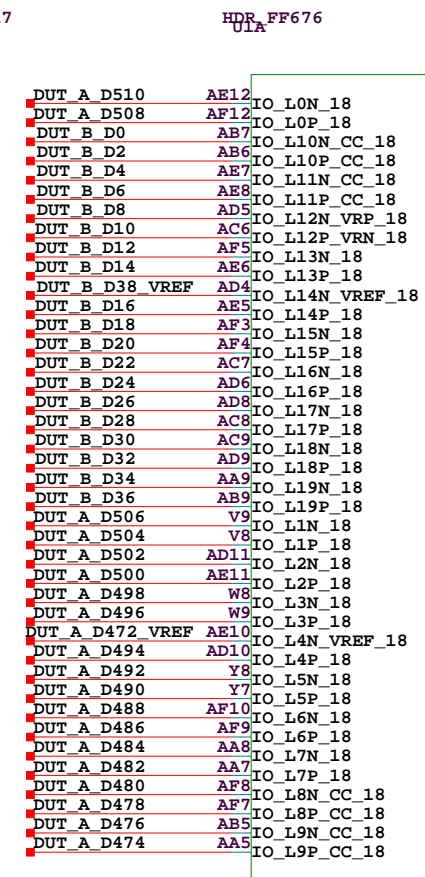 7
HDR_FF676
U1A
DUT_A_D510 AE12 IO_L0N_18
DUT_A_D508 AF12 IO_L0P_18
DUT_B_D0 AB7 IO_L10N_CC_18
DUT_B_D2 AB6 IO_L10P_CC_18
DUT_B_D4 AE7 IO_L11N_CC_18
DUT_B_D6 AE8 IO_L11P_CC_18
DUT_B_D8 AD5 IO_L12N_VRP_18
DUT_B_D10 AC6 IO_L12P_VRN_18
DUT_B_D12 AF5 IO_L13N_18
DUT_B_D14 AE6 IO_L13P_18
DUT_B_D38_VREF AD4 IO_L14N_VREF_18
DUT_B_D16 AE5 IO_L14P_18
DUT_B_D18 AF3 IO_L15N_18
DUT_B_D20 AF4 IO_L15P_18
DUT_B_D22 AC7 IO_L16N_18
DUT_B_D24 AD6 IO_L16P_18
DUT_B_D26 AD8 IO_L17N_18
DUT_B_D28 AC8 IO_L17P_18
DUT_B_D30 AC9 IO_L18N_18
DUT_B_D32 AD9 IO_L18P_18
DUT_B_D34 AA9 IO_L19N_18
DUT_B_D36 AB9 IO_L19P_18
DUT_A_D506 V9 IO_L1N_18
DUT_A_D504 V8 IO_L1P_18
DUT_A_D502 AD11 IO_L2N_18
DUT_A_D500 AE11 IO_L2P_18
DUT_A_D498 W8 IO_L3N_18
DUT_A_D496 W9 IO_L3P_18
DUT_A_D472_VREF AE10 IO_L4N_VREF_18
DUT_A_D494 AD10 IO_L4P_18
DUT_A_D492 Y8 IO_L5N_18
DUT_A_D490 Y7 IO_L5P_18
DUT_A_D488 AF10 IO_L6N_18
DUT_A_D486 AF9 IO_L6P_18
DUT_A_D484 AA8 IO_L7N_18
DUT_A_D482 AA7 IO_L7P_18
DUT_A_D480 AF8 IO_L8N_CC_18
DUT_A_D478 AF7 IO_L8P_CC_18
DUT_A_D476 AB5 IO_L9N_CC_18
DUT_A_D474 AA5 IO_L9P_CC_18